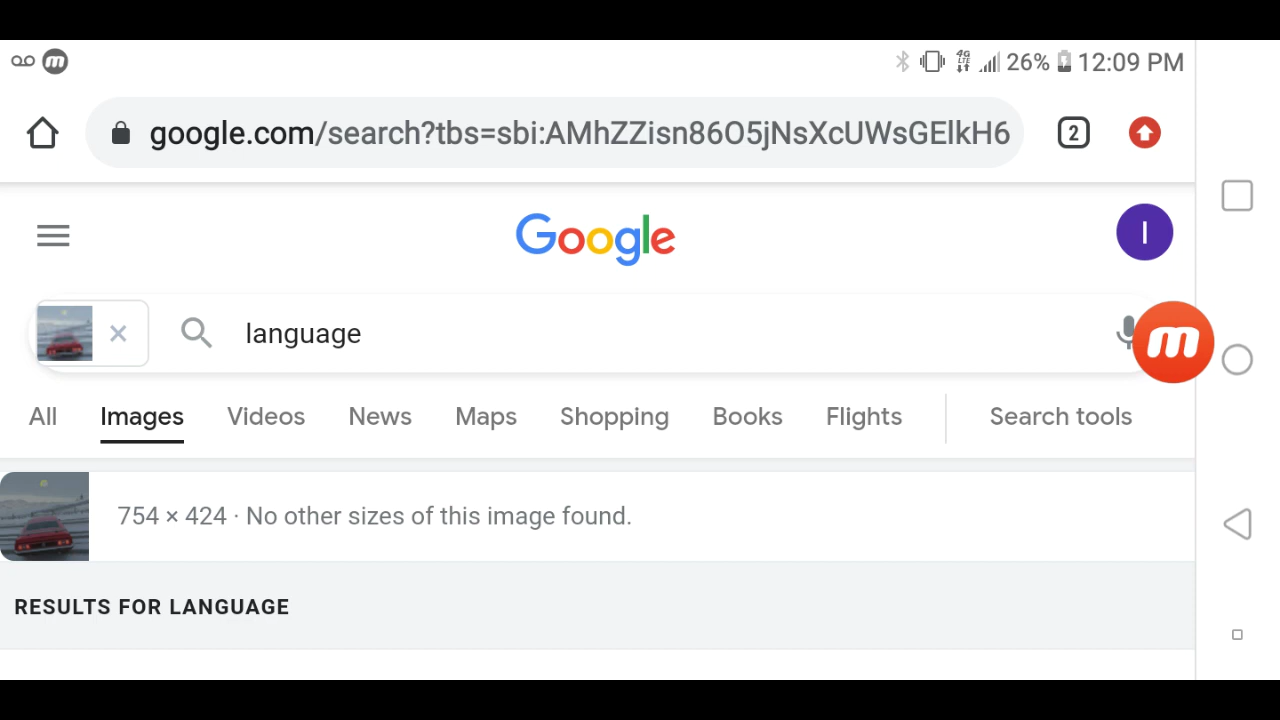 26% 12:09 PM
google.com/search?tbs=sbi:AMhZZisn86O5jNsXcUWsGElkH6
2
Google
I
language
All Images Videos News Maps Shopping Books Flights Search tools
754 × 424 · No other sizes of this image found.
RESULTS FOR LANGUAGE